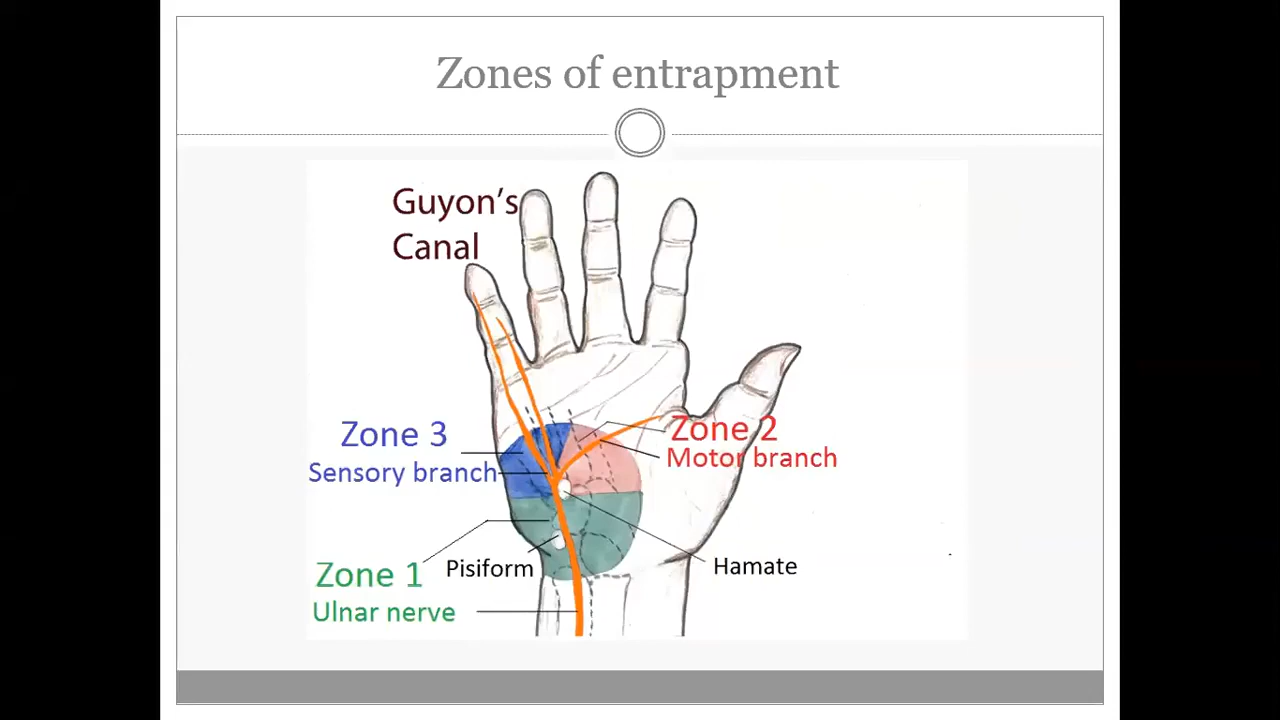 Zones of entrapment
Guyon's
Canal
Zone 3
Sensory branch
Zone 2
Motor branch
Zone 1
Pisiform
Hamate
Ulnar nerve